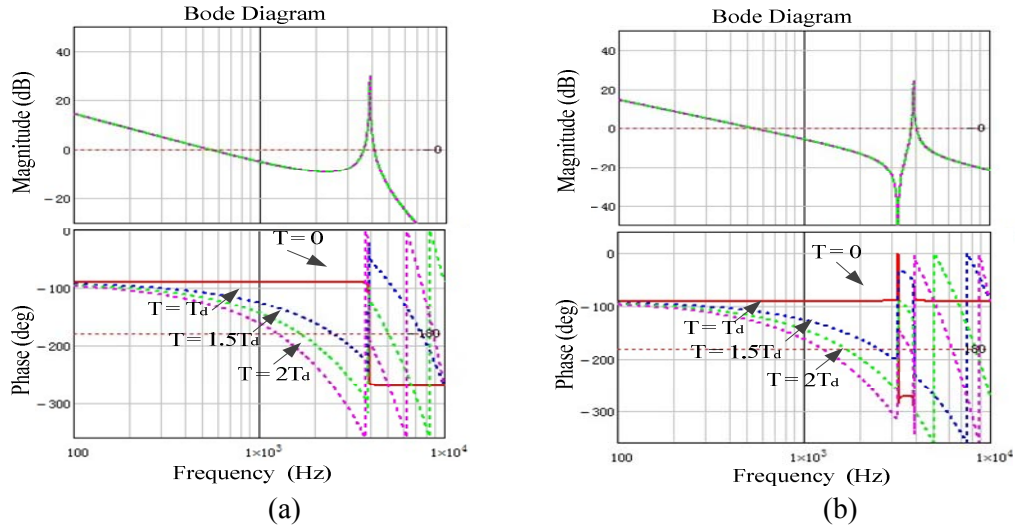 Bode Diagram
Magnitude (dB)
40
20
0
−20
0
Phase (deg)
0
−100
−200
−300
T = 0
T = Td
T = 1.5Td
T = 2Td
−180
100
1×10³
1×10⁴
Frequency (Hz)
(a)
Bode Diagram
Magnitude (dB)
40
20
0
−20
−40
0
Phase (deg)
0
−100
−200
−300
T = 0
T = Td
T = 1.5Td
T = 2Td
−180
100
1×10³
1×10⁴
Frequency (Hz)
(b)